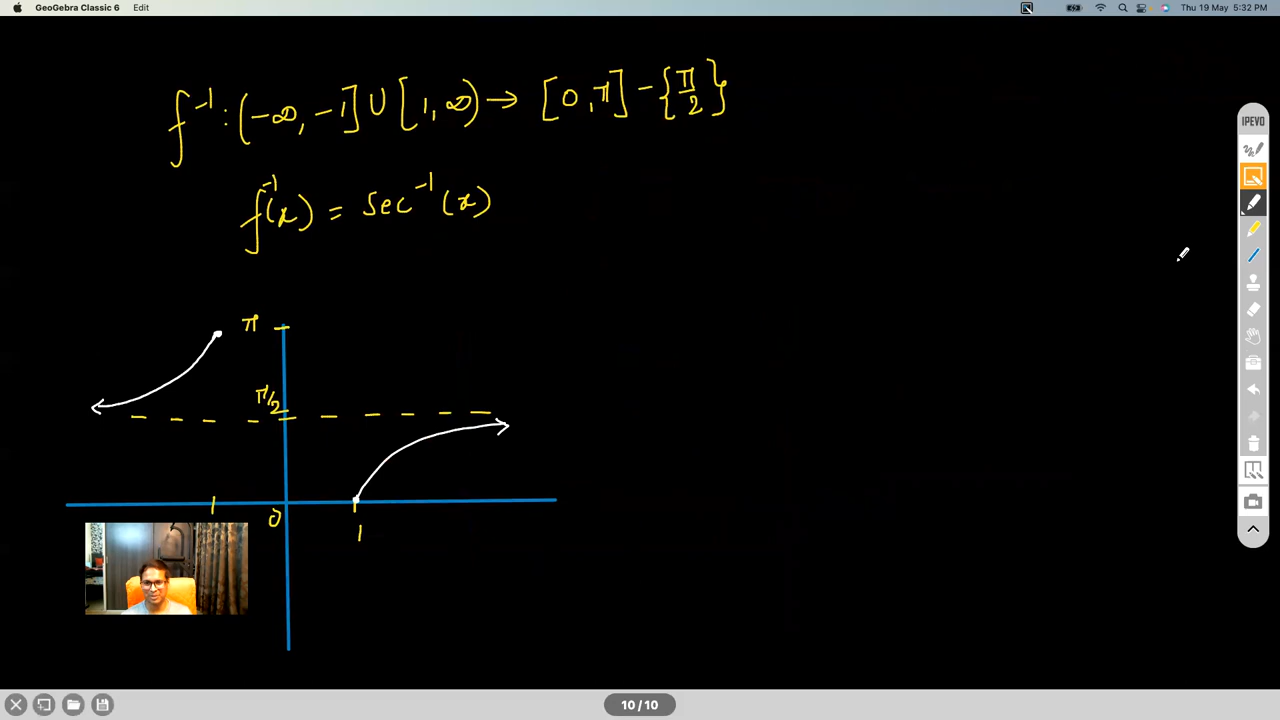 GeoGebra Classic 6 Edit Thu 19 May 5:32 PM
f⁻¹: (-∞, -1] ∪ [1, ∞) → [0, π] - {π/2}
f⁻¹(x) = Sec⁻¹(x)
IPEVO
π
π/2
0
1
10 / 10